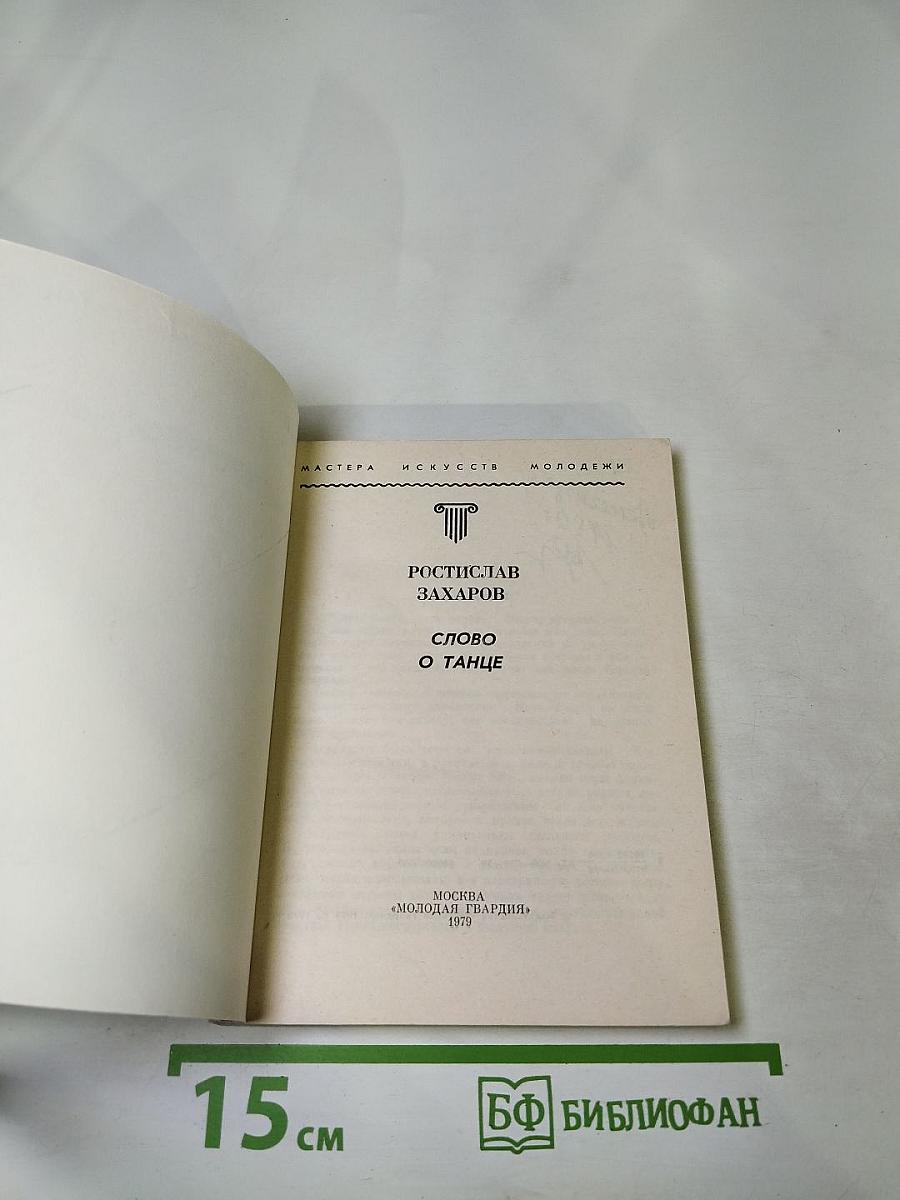 МАСТЕРА ИСКУССТВ МОЛОДЕЖИ
РОСТИСЛАВ
ЗАХАРОВ
СЛОВО
О ТАНЦЕ
МОСКВА
«МОЛОДАЯ ГВАРДИЯ»
1979
15 см
БФ БИБЛИОФАН